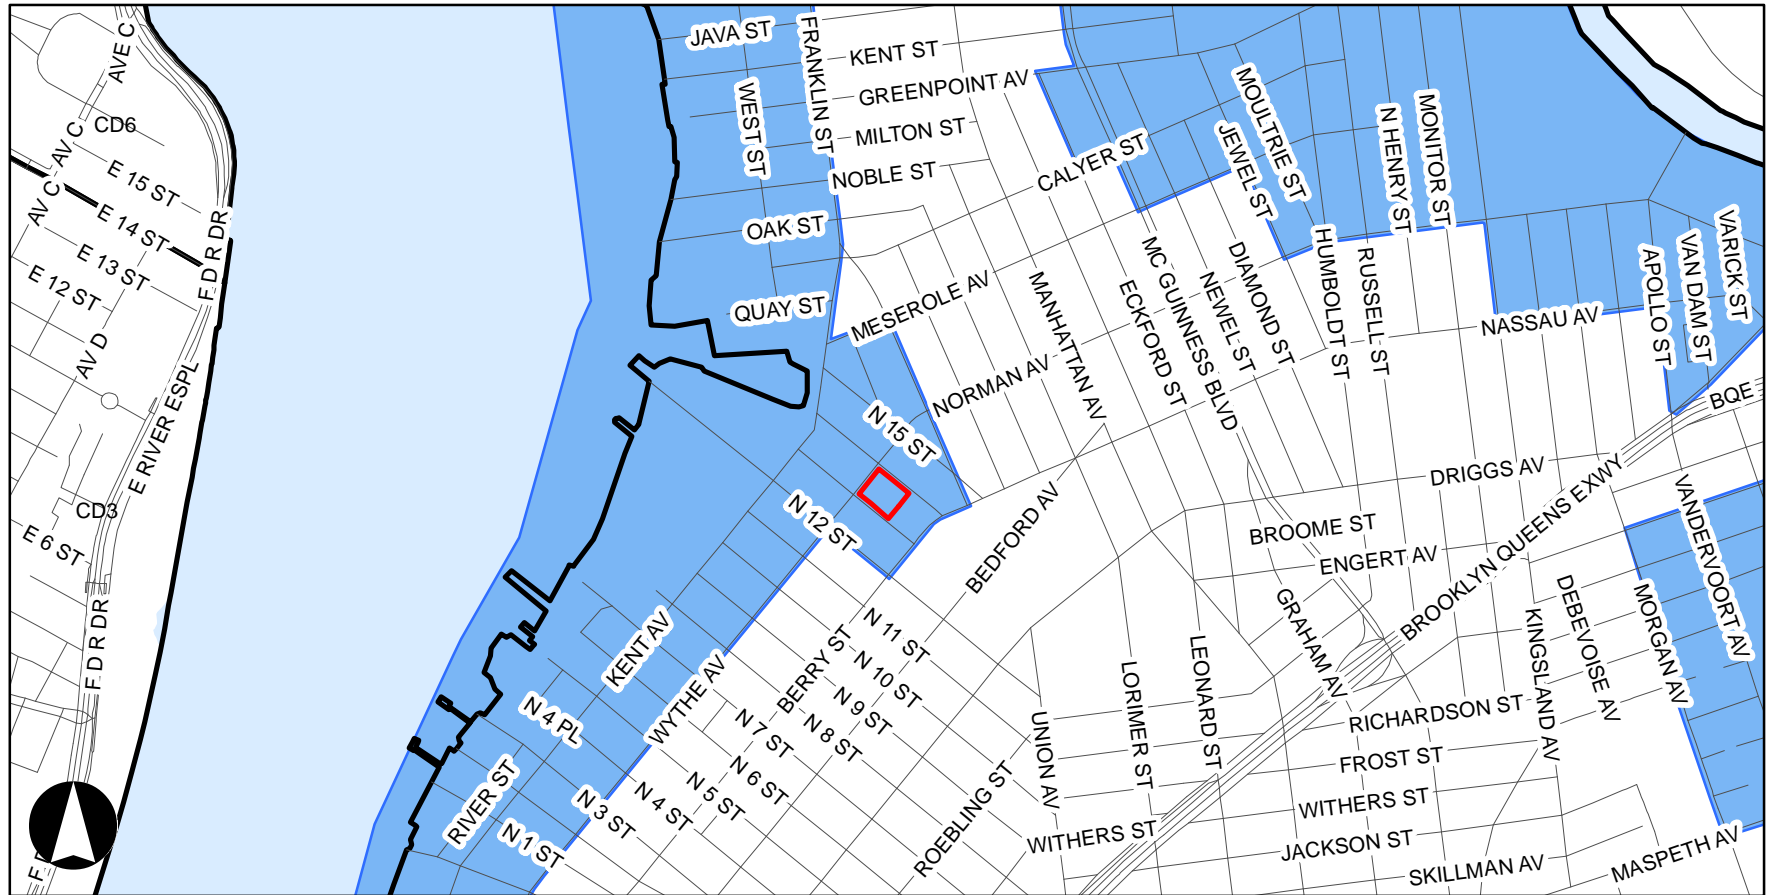 AVE C
CD6
AV C
AV C
E 15 ST
E 14 ST
E 13 ST
E 12 ST
F D R DR
AV D
E RIVER ESPL
CD3
E 6 ST
F D R DR
JAVA ST
FRANKLIN ST
KENT ST
WEST ST
GREENPOINT AV
MILTON ST
NOBLE ST
CALYER ST
OAK ST
QUAY ST
MESEROLE AV
MOULTRIE ST
JEWEL ST
N HENRY ST
MONITOR ST
MANHATTAN AV
ECKFORD ST
MC GUINNESS BLVD
NEWEL ST
DIAMOND ST
HUMBOLDT ST
RUSSELL ST
NASSAU AV
APOLLO ST
VAN DAM ST
VARICK ST
NORMAN AV
BQE
N 15 ST
N 12 ST
BEDFORD AV
DRIGGS AV
BROOME ST
ENGERT AV
BROOKLYN QUEENS EXWY
VANDERVOORT AV
MORGAN AV
DEBEVOISE AV
KINGSLAND AV
GRAHAM AV
LEONARD ST
LORIMER ST
UNION AV
KENT AV
WYTHE AV
BERRY ST
N 11 ST
N 10 ST
N 9 ST
N 8 ST
N 7 ST
N 6 ST
N 5 ST
N 4 ST
N 3 ST
N 4 PL
RIVER ST
N 1 ST
ROEBLING ST
RICHARDSON ST
FROST ST
WITHERS ST
WITHERS ST
JACKSON ST
SKILLMAN AV
MASPETH AV